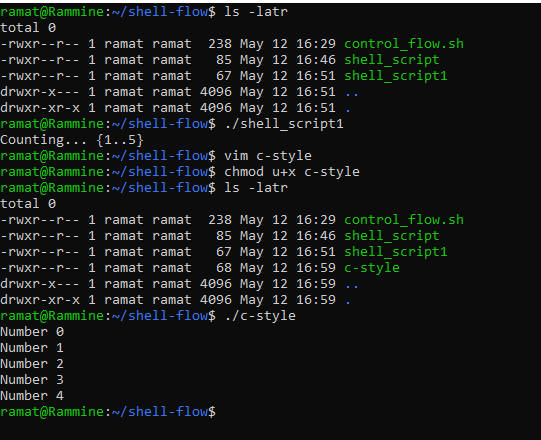 ramat@Rammine:~/shell-flow$ ls -latr
total 0
-rwxr--r-- 1 ramat ramat  238 May 12 16:29 control_flow.sh
-rwxr--r-- 1 ramat ramat   85 May 12 16:46 shell_script
-rwxr--r-- 1 ramat ramat   67 May 12 16:51 shell_script1
drwxr-x--- 1 ramat ramat 4096 May 12 16:51 ..
drwxr-xr-x 1 ramat ramat 4096 May 12 16:51 .
ramat@Rammine:~/shell-flow$ ./shell_script1
Counting... {1..5}
ramat@Rammine:~/shell-flow$ vim c-style
ramat@Rammine:~/shell-flow$ chmod u+x c-style
ramat@Rammine:~/shell-flow$ ls -latr
total 0
-rwxr--r-- 1 ramat ramat  238 May 12 16:29 control_flow.sh
-rwxr--r-- 1 ramat ramat   85 May 12 16:46 shell_script
-rwxr--r-- 1 ramat ramat   67 May 12 16:51 shell_script1
-rwxr--r-- 1 ramat ramat   68 May 12 16:59 c-style
drwxr-x--- 1 ramat ramat 4096 May 12 16:59 ..
drwxr-xr-x 1 ramat ramat 4096 May 12 16:59 .
ramat@Rammine:~/shell-flow$ ./c-style
Number 0
Number 1
Number 2
Number 3
Number 4
ramat@Rammine:~/shell-flow$